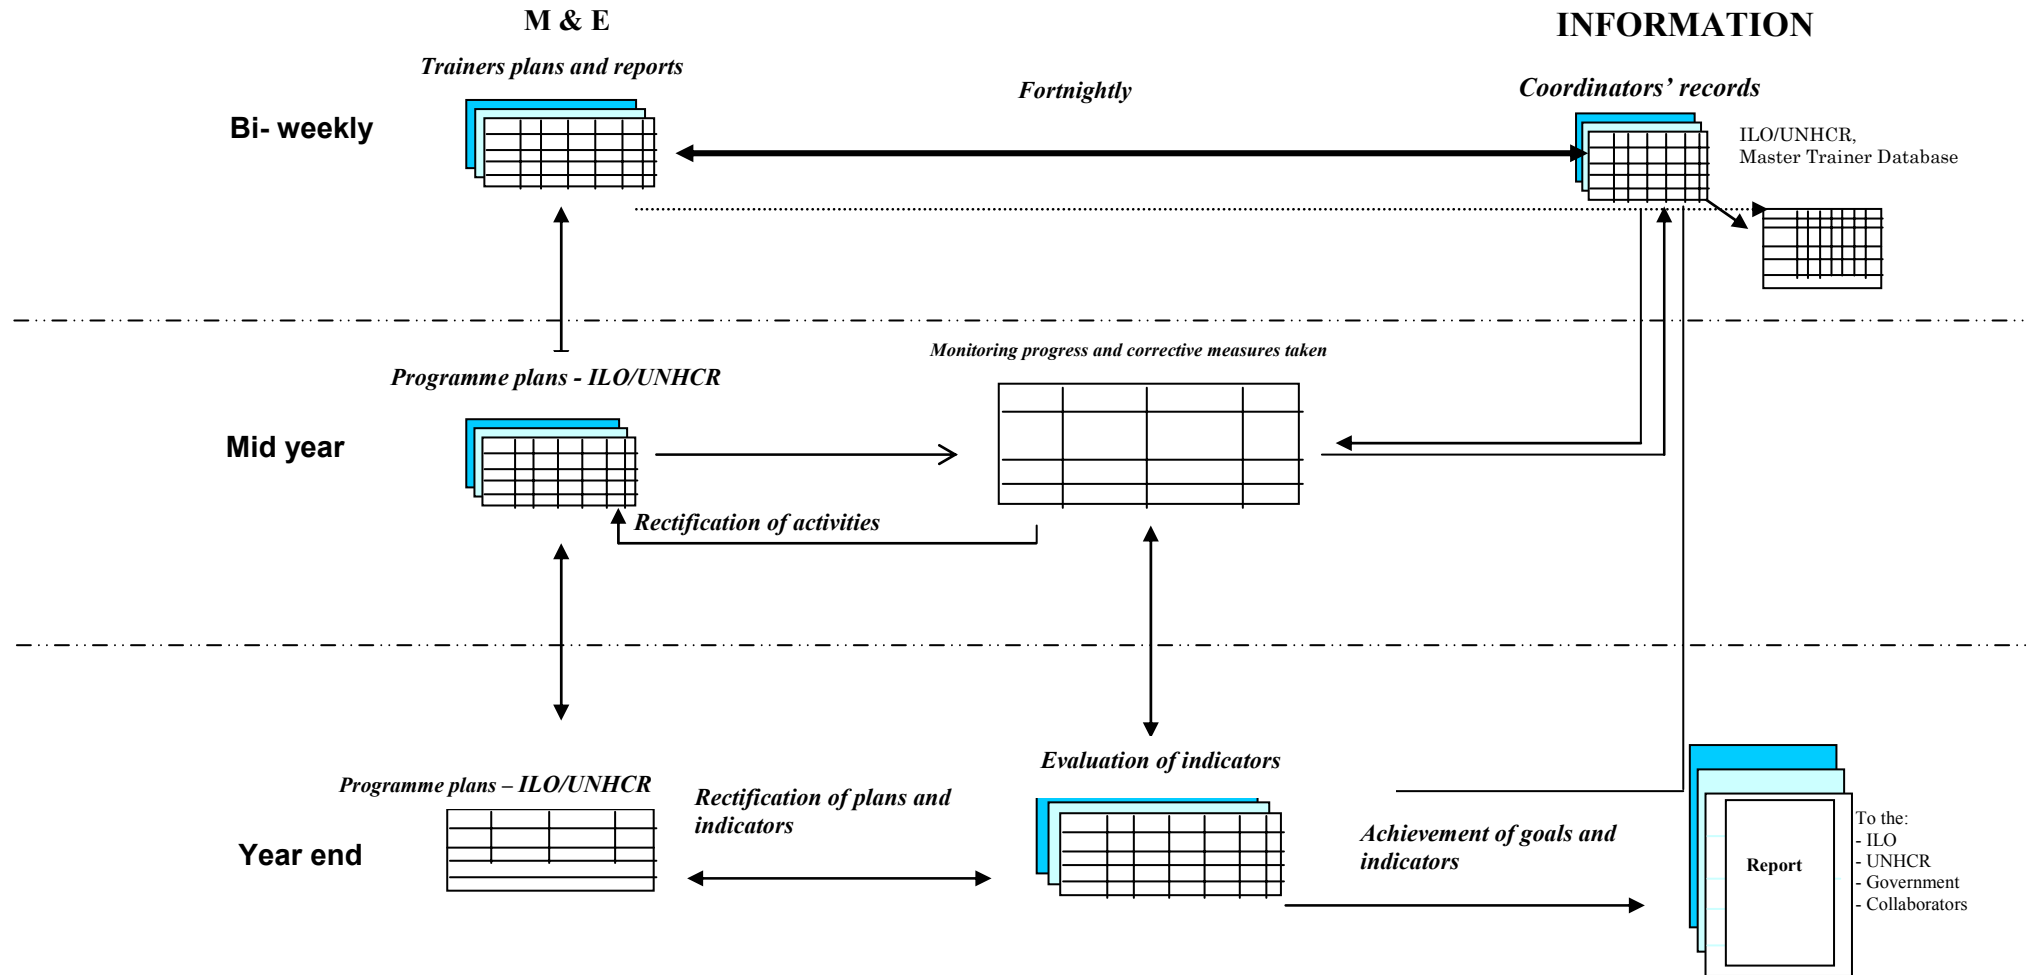 M & E
INFORMATION
Trainers plans and reports
Fortnightly
Coordinators’ records
Bi- weekly
ILO/UNHCR,
Master Trainer Database
Monitoring progress and corrective measures taken
Programme plans - ILO/UNHCR
Mid year
Rectification of activities
Evaluation of indicators
Programme plans – ILO/UNHCR
Rectification of plans and
indicators
Year end
Achievement of goals and
indicators
Report
To the:
- ILO
- UNHCR
- Government
- Collaborators